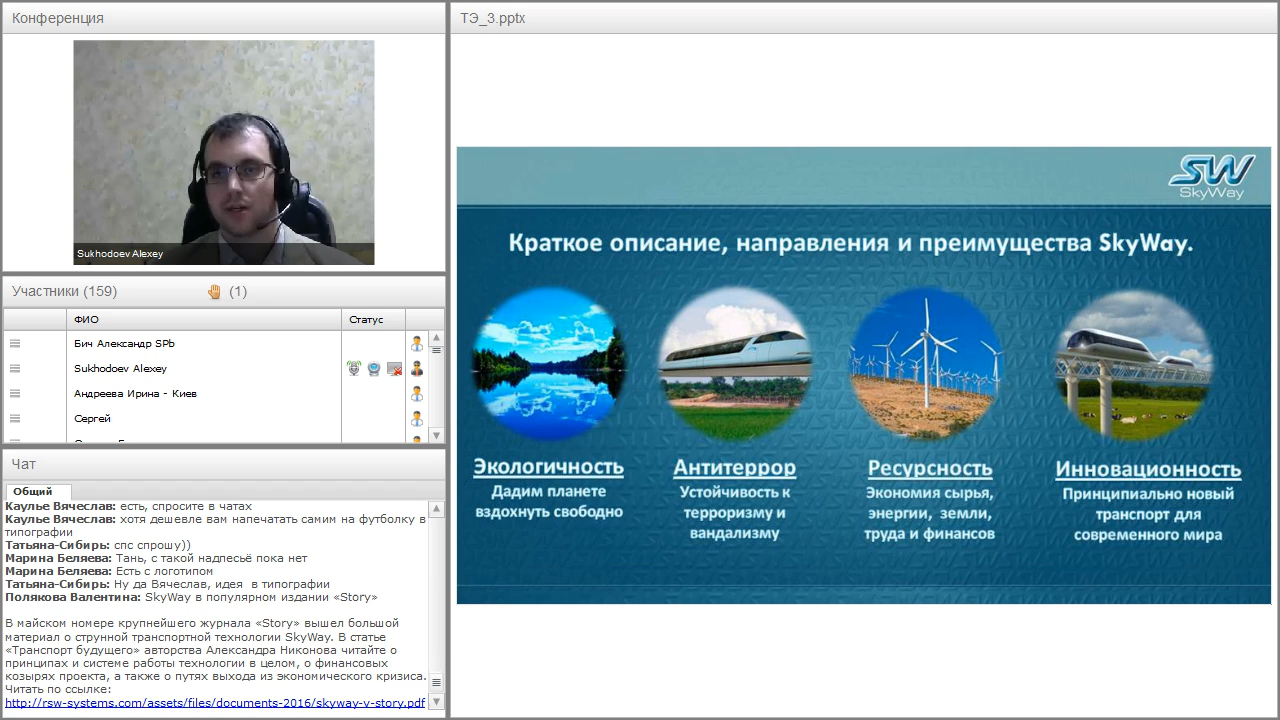 Конференция
Sukhodoev Alexey
Участники (159)
(1)
ФИО
Статус
Бич Александр SPb
Sukhodoev Alexey
Андреева Ирина - Киев
Сергей
Чат
Общий
Каулье Вячеслав: есть, спросите в чатах
Каулье Вячеслав: хотя дешевле вам напечатать самим на футболку в
типографии
Татьяна-Сибирь: спс спрошу))
Марина Беляева: Тань, с такой надпесьё пока нет
Марина Беляева: Есть с логотипом
Татьяна-Сибирь: Ну да Вячеслав, идея  в типографии
Полякова Валентина: SkyWay в популярном издании «Story»
В майском номере крупнейшего журнала «Story» вышел большой
материал о струнной транспортной технологии SkyWay. В статье
«Транспорт будущего» авторства Александра Никонова читайте о
принципах и системе работы технологии в целом, о финансовых
козырях проекта, а также о путях выхода из экономического кризиса.
Читать по ссылке:
http://rsw-systems.com/assets/files/documents-2016/skyway-v-story.pdf
ТЭ_3.pptx
SW
SkyWay
Краткое описание, направления и преимущества SkyWay.
Экологичность
Дадим планете
вздохнуть свободно
Антитеррор
Устойчивость к
терроризму и
вандализму
Ресурсность
Экономия сырья,
энергии,  земли,
труда и финансов
Инновационность
Принципиально новый
транспорт для
современного мира